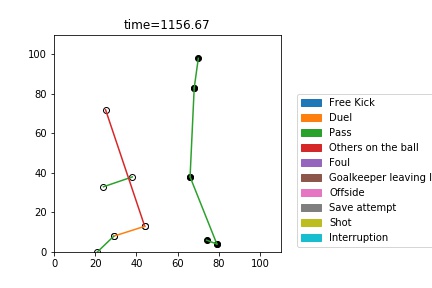 time=1156.67
100
80
60
40
20
0
0 20 40 60 80 100
Free Kick
Duel
Pass
Others on the ball
Foul
Goalkeeper leaving l
Offside
Save attempt
Shot
Interruption